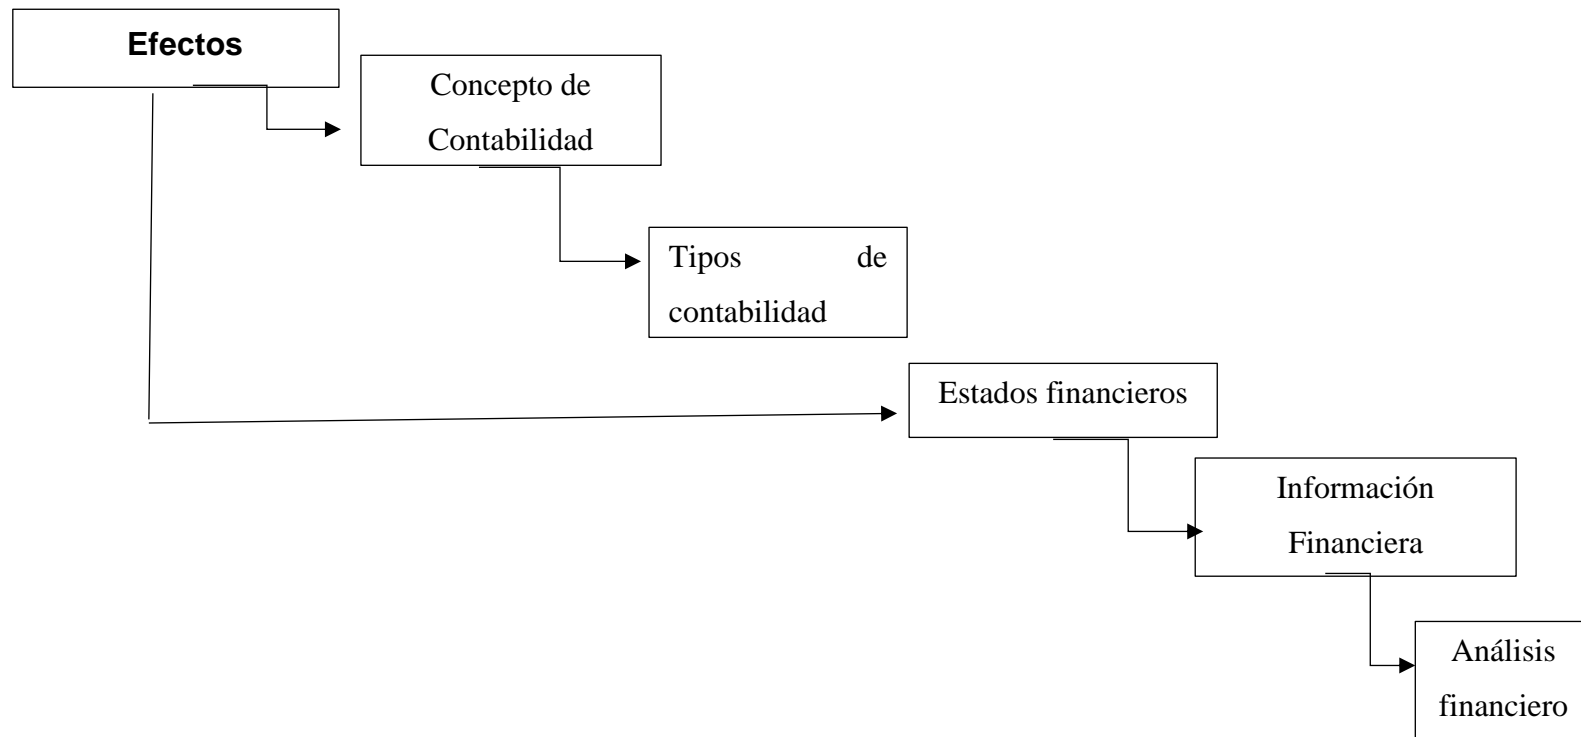 Efectos
Concepto de
Contabilidad
Tipos de
contabilidad
Estados financieros
Información
Financiera
Análisis
financiero